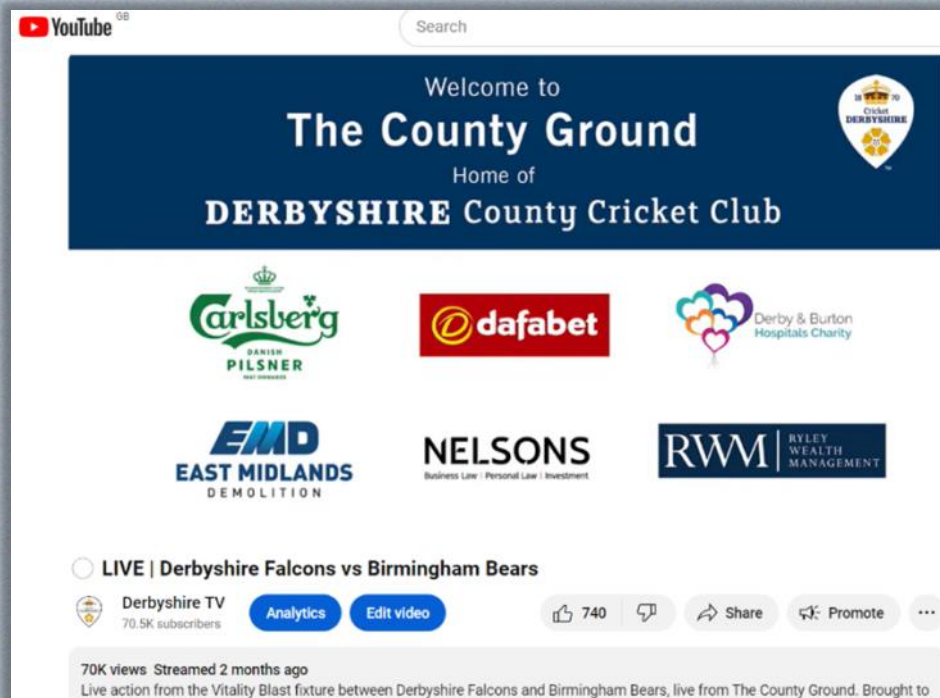 YouTube GB
Search
Welcome to
The County Ground
Home of
DERBYSHIRE County Cricket Club
18 70
Cricket
DERBYSHIRE
Carlsberg
DANISH
PILSNER
dafabet
Derby & Burton
Hospitals Charity
EMD
EAST MIDLANDS
DEMOLITION
NELSONS
Business Law | Personal Law | Investment
RWM | RYLEY
WEALTH
MANAGEMENT
LIVE | Derbyshire Falcons vs Birmingham Bears
Derbyshire TV
70.5K subscribers
Analytics
Edit video
740
Share
Promote
70K views Streamed 2 months ago
Live action from the Vitality Blast fixture between Derbyshire Falcons and Birmingham Bears, live from The County Ground. Brought to